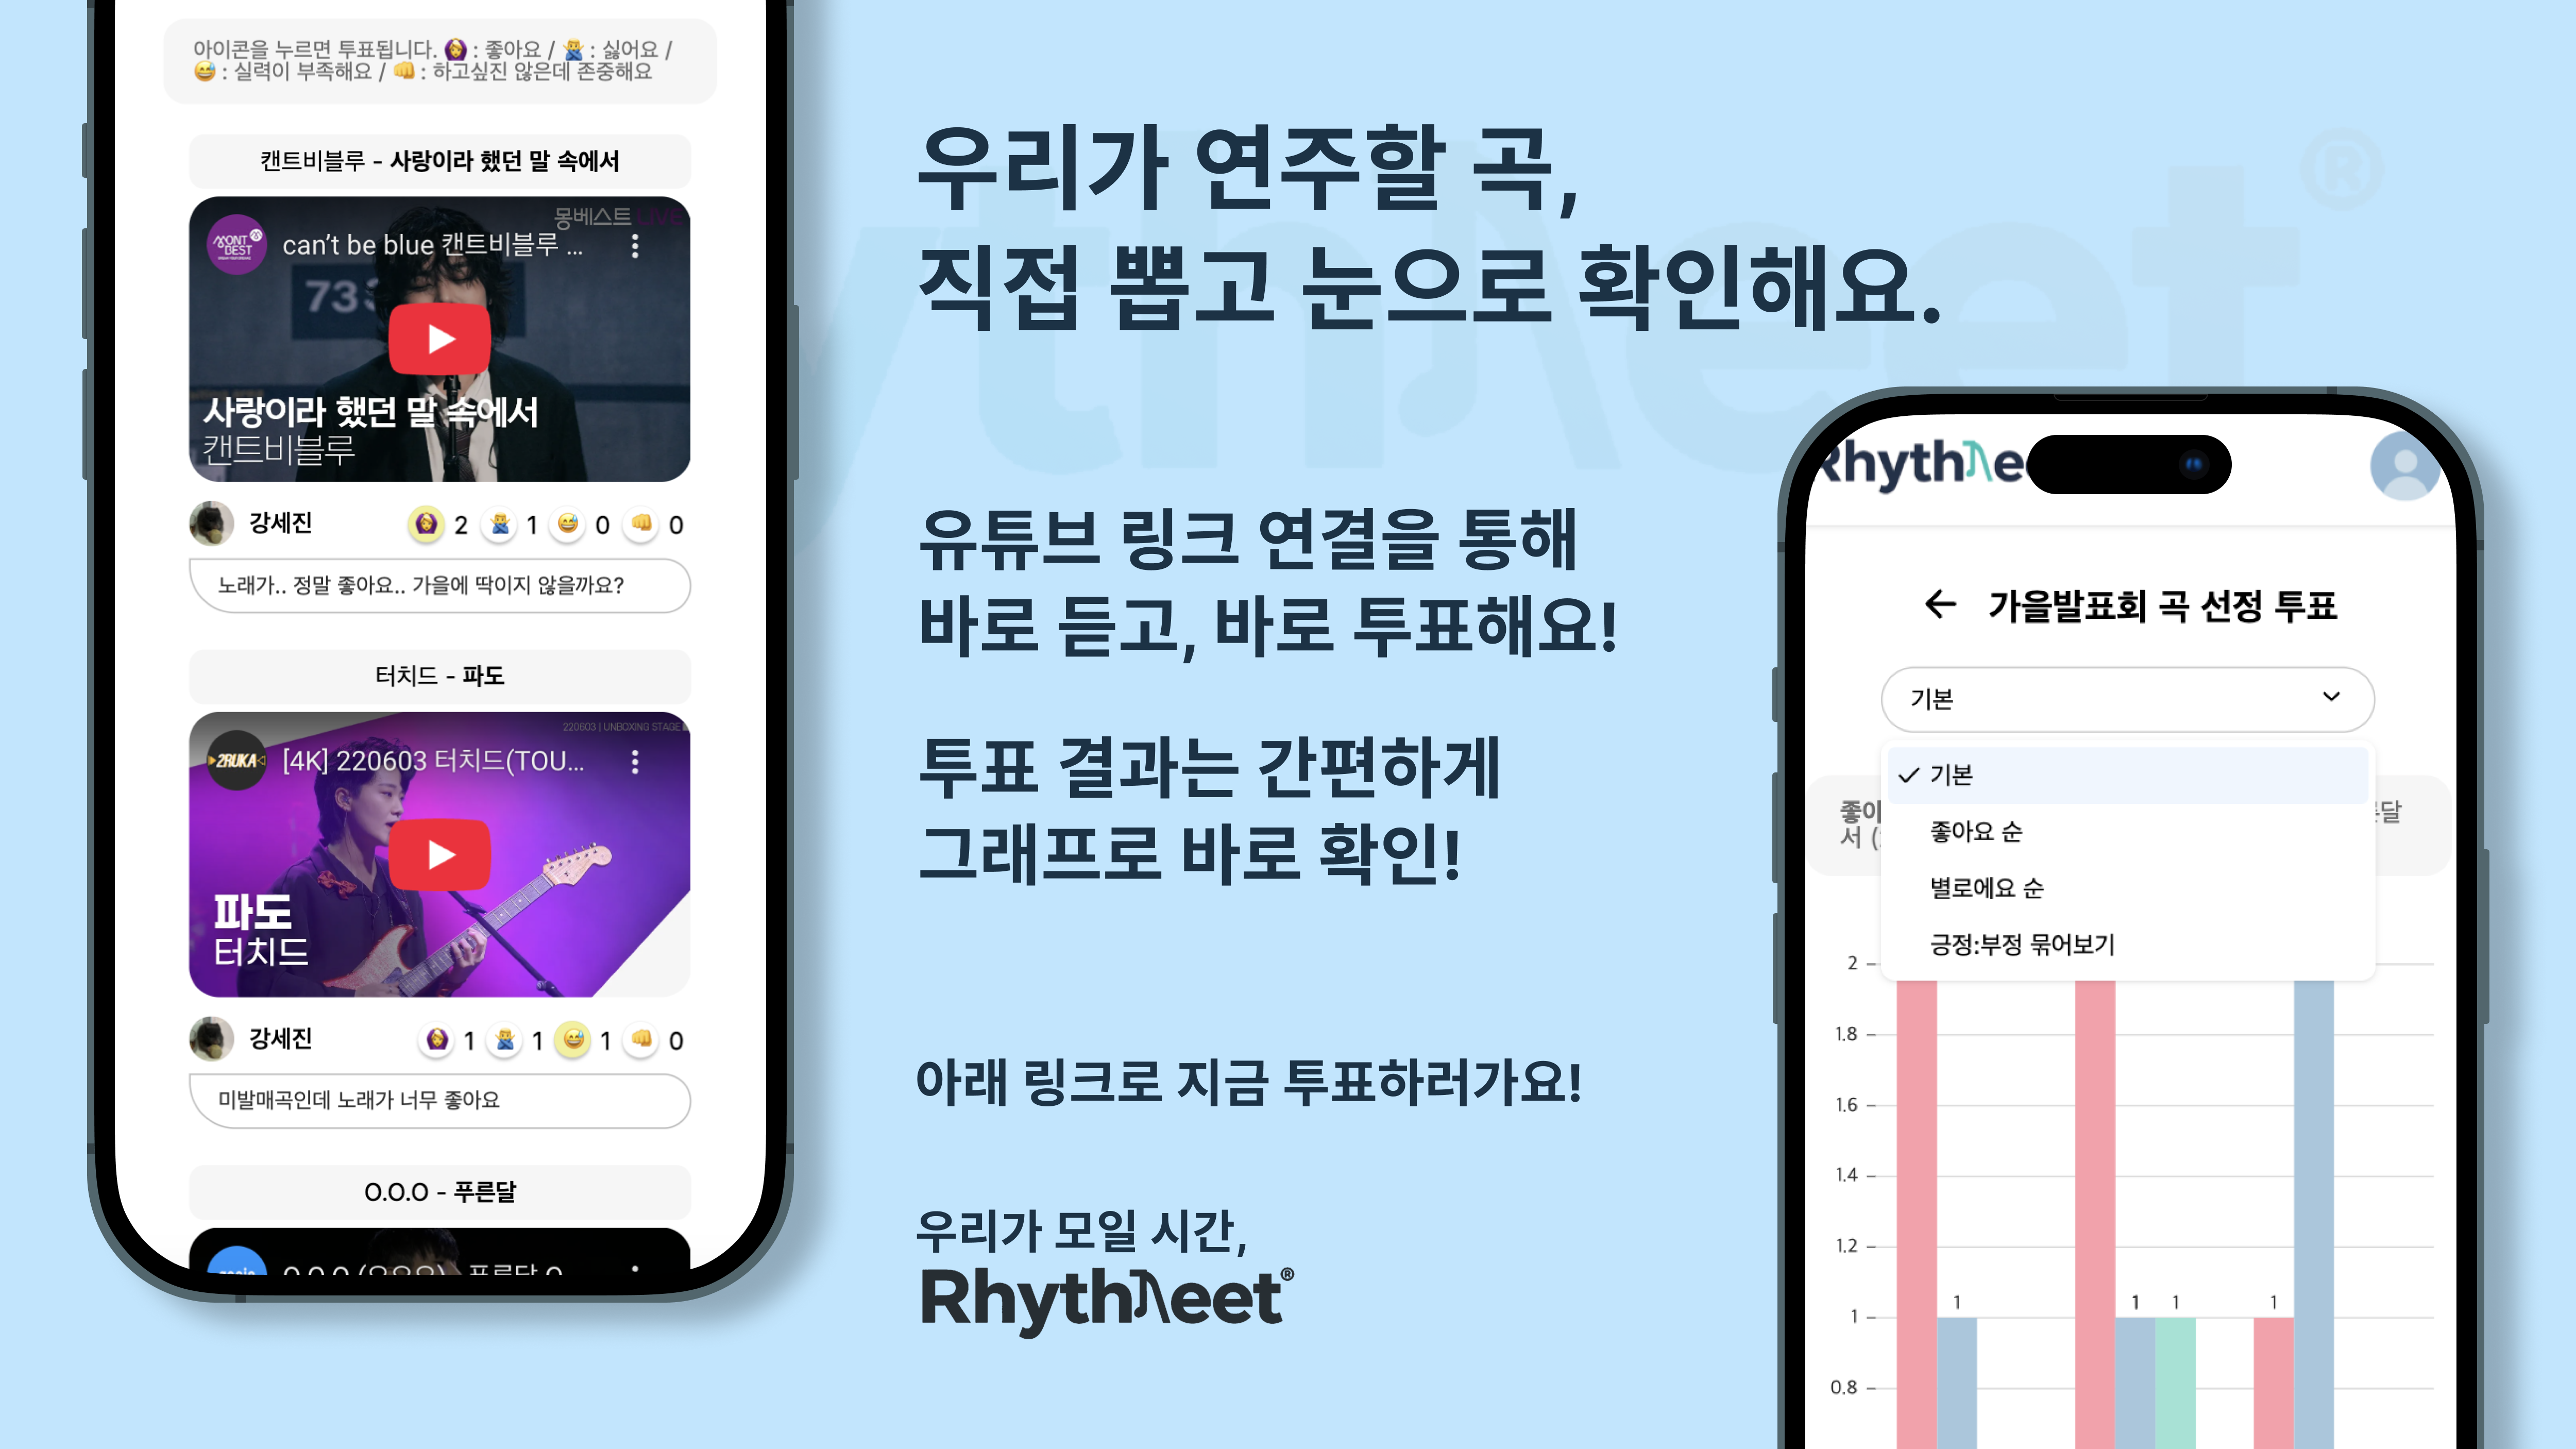 아이콘을 누르면 투표됩니다. 🙆‍♀️ : 좋아요 / 🙅‍♂️ : 싫어요 /
😅 : 실력이 부족해요 / 👊 : 하고싶진 않은데 존중해요
캔트비블루 - 사랑이라 했던 말 속에서
몽베스트 LIVE
MONT BEST
can't be blue 캔트비블루 ...
사랑이라 했던 말 속에서
캔트비블루
강세진 🙆‍♀️ 2 🙅‍♂️ 1 😅 0 👊 0
노래가.. 정말 좋아요.. 가을에 딱이지 않을까요?
터치드 - 파도
220603 | UNBOXING STAGE
2RUKA
[4K] 220603 터치드(TOU...
파도
터치드
강세진 🙆‍♀️ 1 🙅‍♂️ 1 😅 1 👊 0
미발매곡인데 노래가 너무 좋아요
O.O.O - 푸른달
우리가 연주할 곡,
직접 뽑고 눈으로 확인해요.
유튜브 링크 연결을 통해
바로 듣고, 바로 투표해요!
투표 결과는 간편하게
그래프로 바로 확인!
아래 링크로 지금 투표하러가요!
우리가 모일 시간,
Rhythmeet®
Rhythme
← 가을발표회 곡 선정 투표
기본
✓ 기본
좋아요 순
별로에요 순
긍정:부정 묶어보기
좋아
달
서 (
2
1.8
1.6
1.4
1.2
1
0.8
1
1
1
1